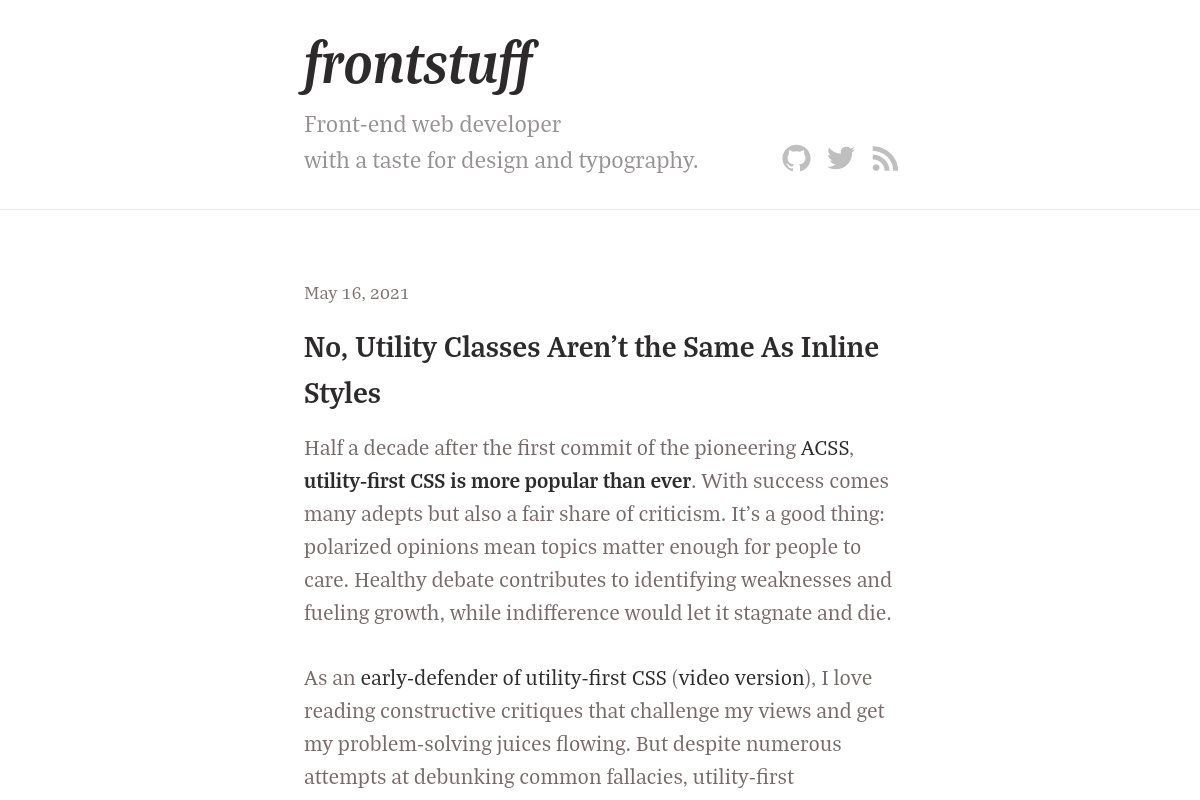 frontstuff
Front-end web developer
with a taste for design and typography.
May 16, 2021
No, Utility Classes Aren’t the Same As Inline
Styles
Half a decade after the first commit of the pioneering ACSS,
utility-first CSS is more popular than ever. With success comes
many adepts but also a fair share of criticism. It’s a good thing:
polarized opinions mean topics matter enough for people to
care. Healthy debate contributes to identifying weaknesses and
fueling growth, while indifference would let it stagnate and die.
As an early-defender of utility-first CSS (video version), I love
reading constructive critiques that challenge my views and get
my problem-solving juices flowing. But despite numerous
attempts at debunking common fallacies, utility-first